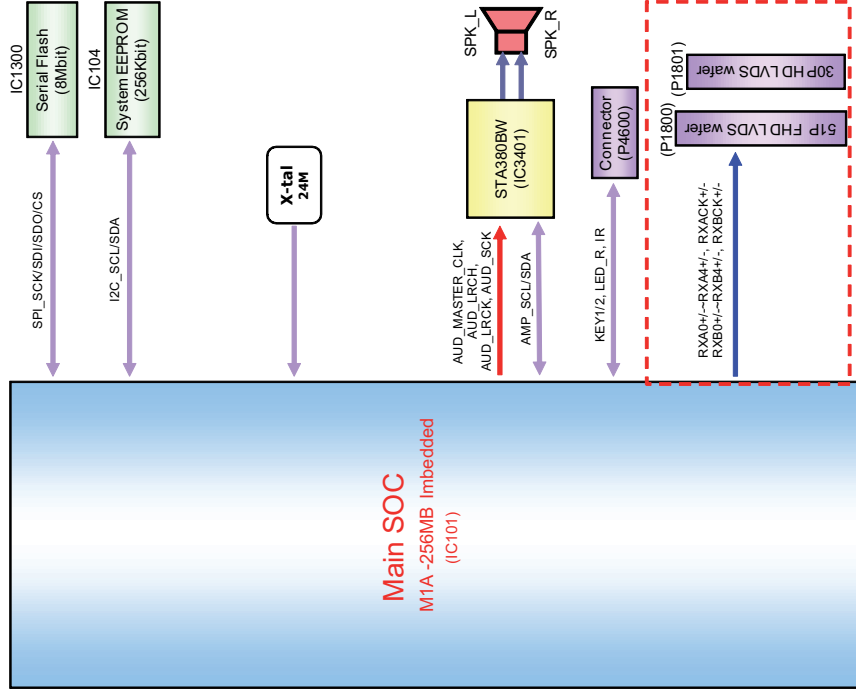 IC1300
Serial Flash
(8Mbit)
SPI_SCK/SDI/SDO/CS
IC104
System EEPROM
(256Kbit)
I2C_SCL/SDA
X-tal
24M
SPK_L
SPK_R
STA380BW
(IC3401)
AUD_MASTER_CLK,
AUD_LRCH,
AUD_LRCK, AUD_SCK
AMP_SCL/SDA
Connector
(P4600)
KEY1/2, LED_R, IR
(P1800)
51P FHD LVDS wafer
(P1801)
30P HD LVDS wafer
RXA0+/-~RXA4+/-, RXACK+/-
RXB0+/-~RXB4+/-, RXBCK+/-
Main SOC
M1A -256MB Imbedded
(IC101)